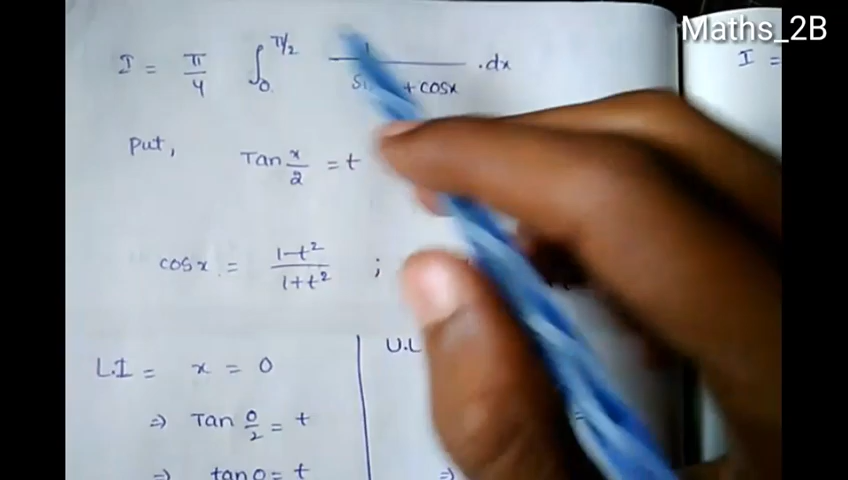 Maths_2B
I = π/4 ∫₀^π/2 1/ + cosx .dx
I =
Put, Tan x/2 = t
cosx = 1-t²/1+t² ;
L.I = x = 0
U.L
⇒ Tan 0/2 = t
=
⇒ tan0 = t
⇒